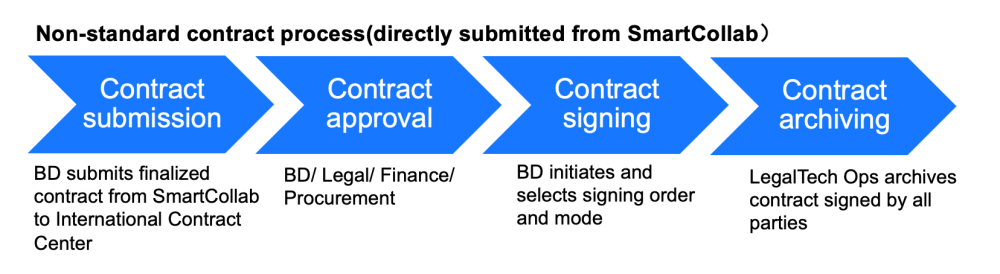 Non-standard contract process(directly submitted from SmartCollab）
Contract
submission
Contract
approval
Contract
signing
Contract
archiving
BD submits finalized
contract from SmartCollab
to International Contract
Center
BD/ Legal/ Finance/
Procurement
BD initiates and
selects signing order
and mode
LegalTech Ops archives
contract signed by all
parties